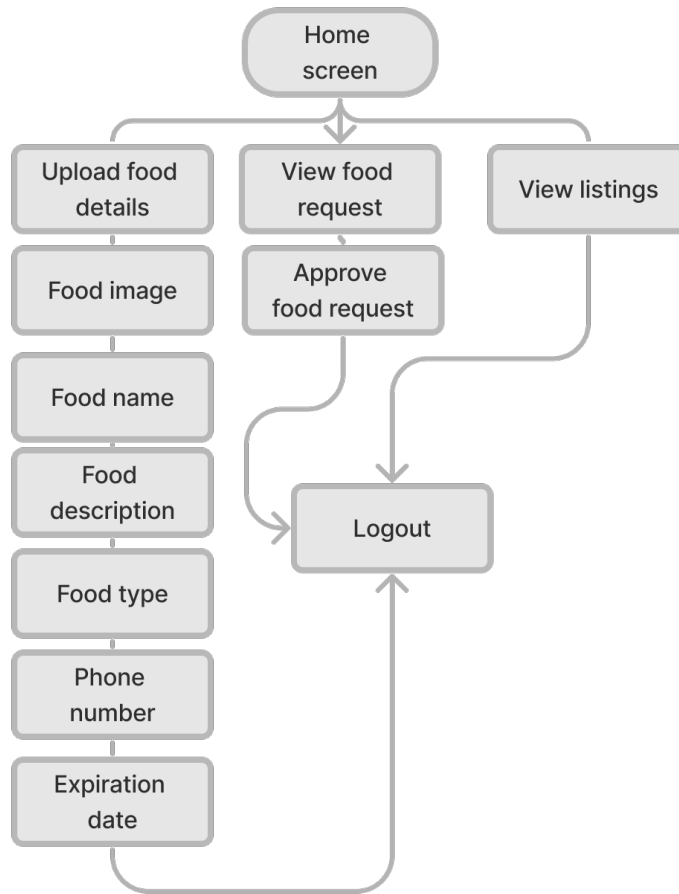 Home
screen
Upload food
details
View food
request
View listings
Food image
Approve
food request
Food name
Food
description
Logout
Food type
Phone
number
Expiration
date